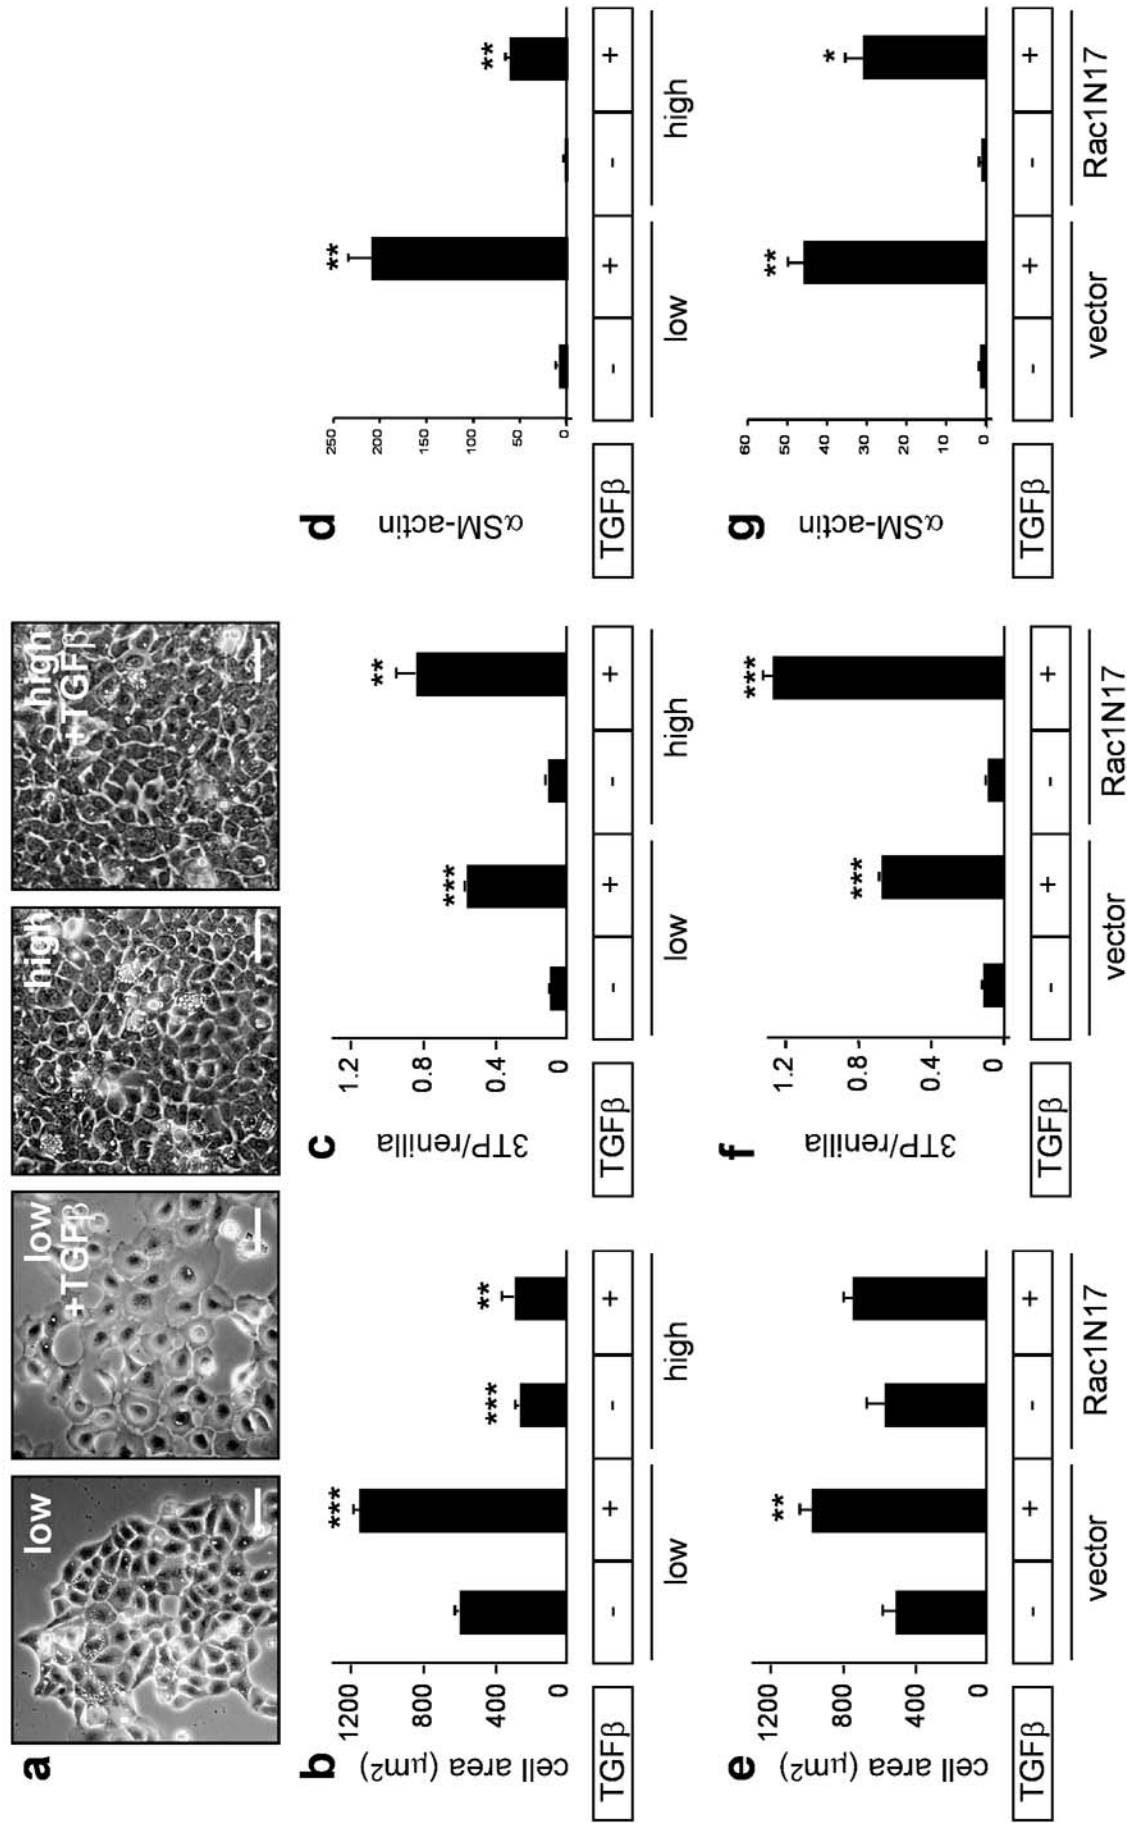 a
low
low
+TGFβ
high
high
+TGFβ
b
cell area (μm²)
1200
800
400
0
***
***
**
TGFβ
- + - +
low high
c
3TP/renilla
1.2
0.8
0.4
0
***
**
TGFβ
- + - +
low high
d
αSM-actin
250
200
150
100
50
0
**
**
TGFβ
- + - +
low high
e
cell area (μm²)
1200
800
400
0
**
TGFβ
- + - +
vector Rac1N17
f
3TP/renilla
1.2
0.8
0.4
0
***
***
TGFβ
- + - +
vector Rac1N17
g
αSM-actin
60
50
40
30
20
10
0
**
*
TGFβ
- + - +
vector Rac1N17